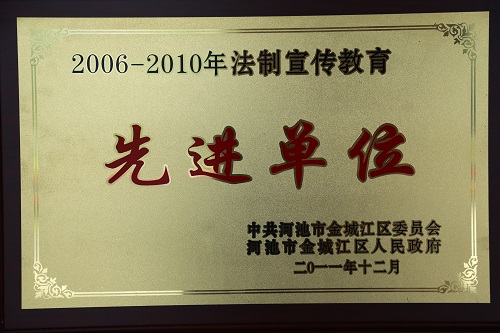 2006-2010年法制宣传教育
先进单位
中共河池市金城江区委员会
河池市金城江区人民政府
二〇一一年十二月